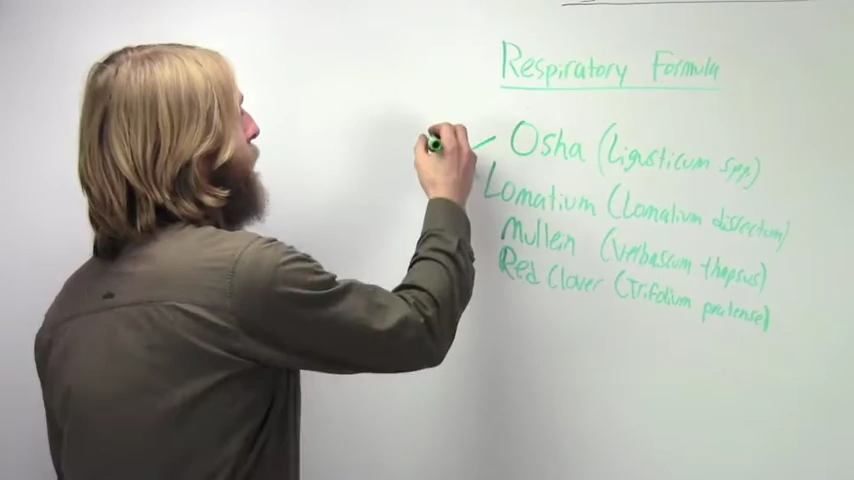 Respiratory Formula
Osha (Ligusticum spp)
Lomatium (Lomatium dissectum)
Mullein (Verbascum thapsus)
Red Clover (Trifolium pratense)